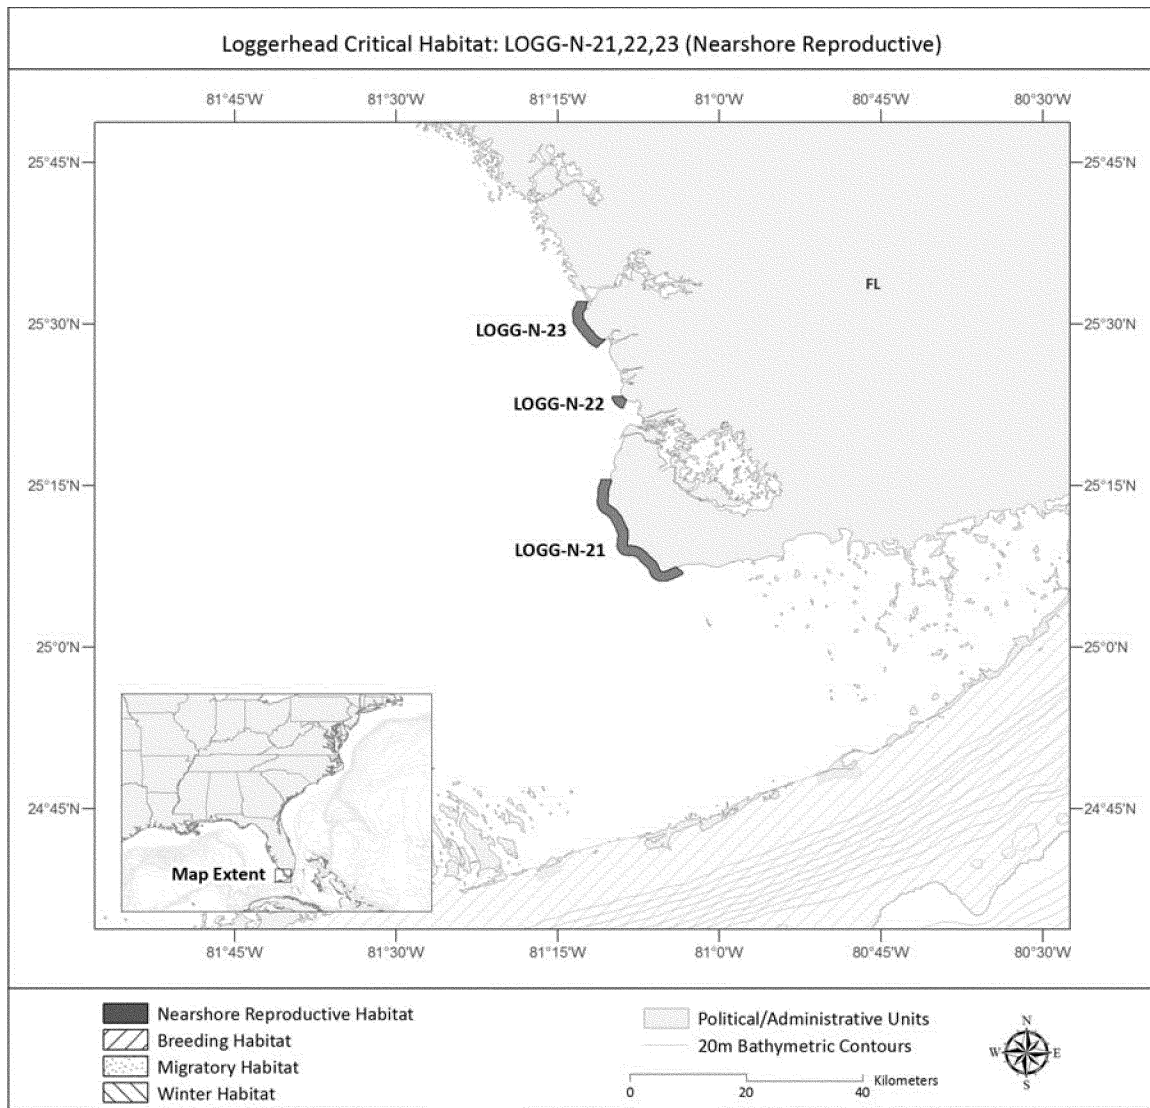 Loggerhead Critical Habitat: LOGG-N-21,22,23 (Nearshore Reproductive)
81°45'W 81°30'W 81°15'W 81°0'W 80°45'W 80°30'W
25°45'N 25°45'N
FL
25°30'N LOGG-N-23 25°30'N
LOGG-N-22
25°15'N 25°15'N
LOGG-N-21
25°0'N 25°0'N
24°45'N 24°45'N
Map Extent
81°45'W 81°30'W 81°15'W 81°0'W 80°45'W 80°30'W
Nearshore Reproductive Habitat
Breeding Habitat
Migratory Habitat
Winter Habitat
Political/Administrative Units
20m Bathymetric Contours
0 20 40 Kilometers
N
W E
S